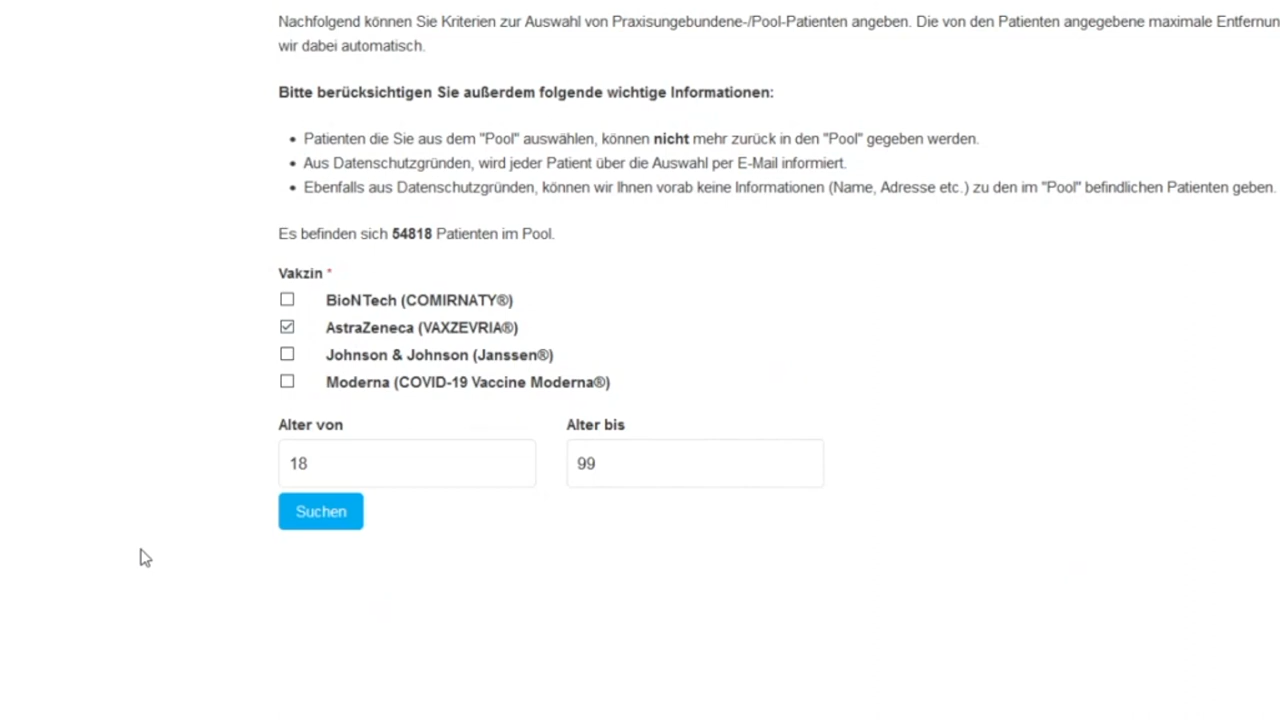 Nachfolgend können Sie Kriterien zur Auswahl von Praxisungebundene-/Pool-Patienten angeben. Die von den Patienten angegebene maximale
wir dabei automatisch.
Bitte berücksichtigen Sie außerdem folgende wichtige Informationen:
• Patienten die Sie aus dem "Pool" auswählen, können nicht mehr zurück in den "Pool" gegeben werden.
• Aus Datenschutzgründen, wird jeder Patient über die Auswahl per E-Mail informiert.
• Ebenfalls aus Datenschutzgründen, können wir Ihnen vorab keine Informationen (Name, Adresse etc.) zu den im "Pool" befindlichen Patienten geben.
Es befinden sich 54818 Patienten im Pool.
Vakzin *
BioNTech (COMIRNATY®)
AstraZeneca (VAXZEVRIA®)
Johnson & Johnson (Janssen®)
Moderna (COVID-19 Vaccine Moderna®)
Alter von Alter bis
18 99
Suchen